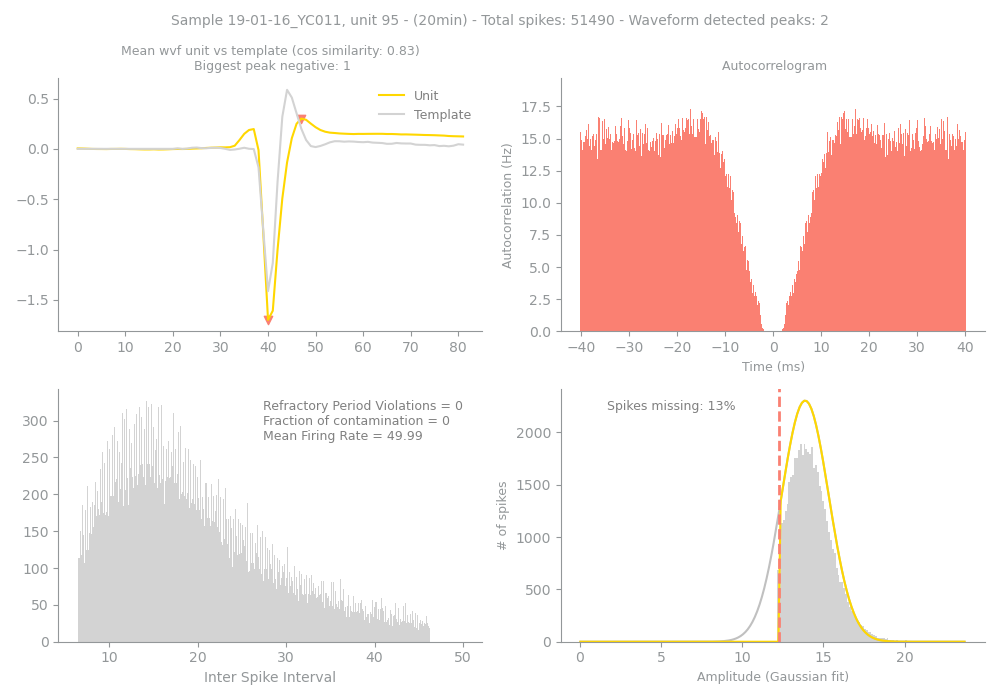 Sample 19-01-16_YC011, unit 95 - (20min) - Total spikes: 51490 - Waveform detected peaks: 2
Mean wvf unit vs template (cos similarity: 0.83)
Biggest peak negative: 1
Unit
Template
0.5
0.0
−0.5
−1.0
−1.5
0 10 20 30 40 50 60 70 80
Autocorrelogram
Autocorrelation (Hz)
17.5
15.0
12.5
10.0
7.5
5.0
2.5
0.0
−40 −30 −20 −10 0 10 20 30 40
Time (ms)
Refractory Period Violations = 0
Fraction of contamination = 0
Mean Firing Rate = 49.99
300
250
200
150
100
50
0
10 20 30 40 50
Inter Spike Interval
Spikes missing: 13%
# of spikes
2000
1500
1000
500
0
0 5 10 15 20
Amplitude (Gaussian fit)